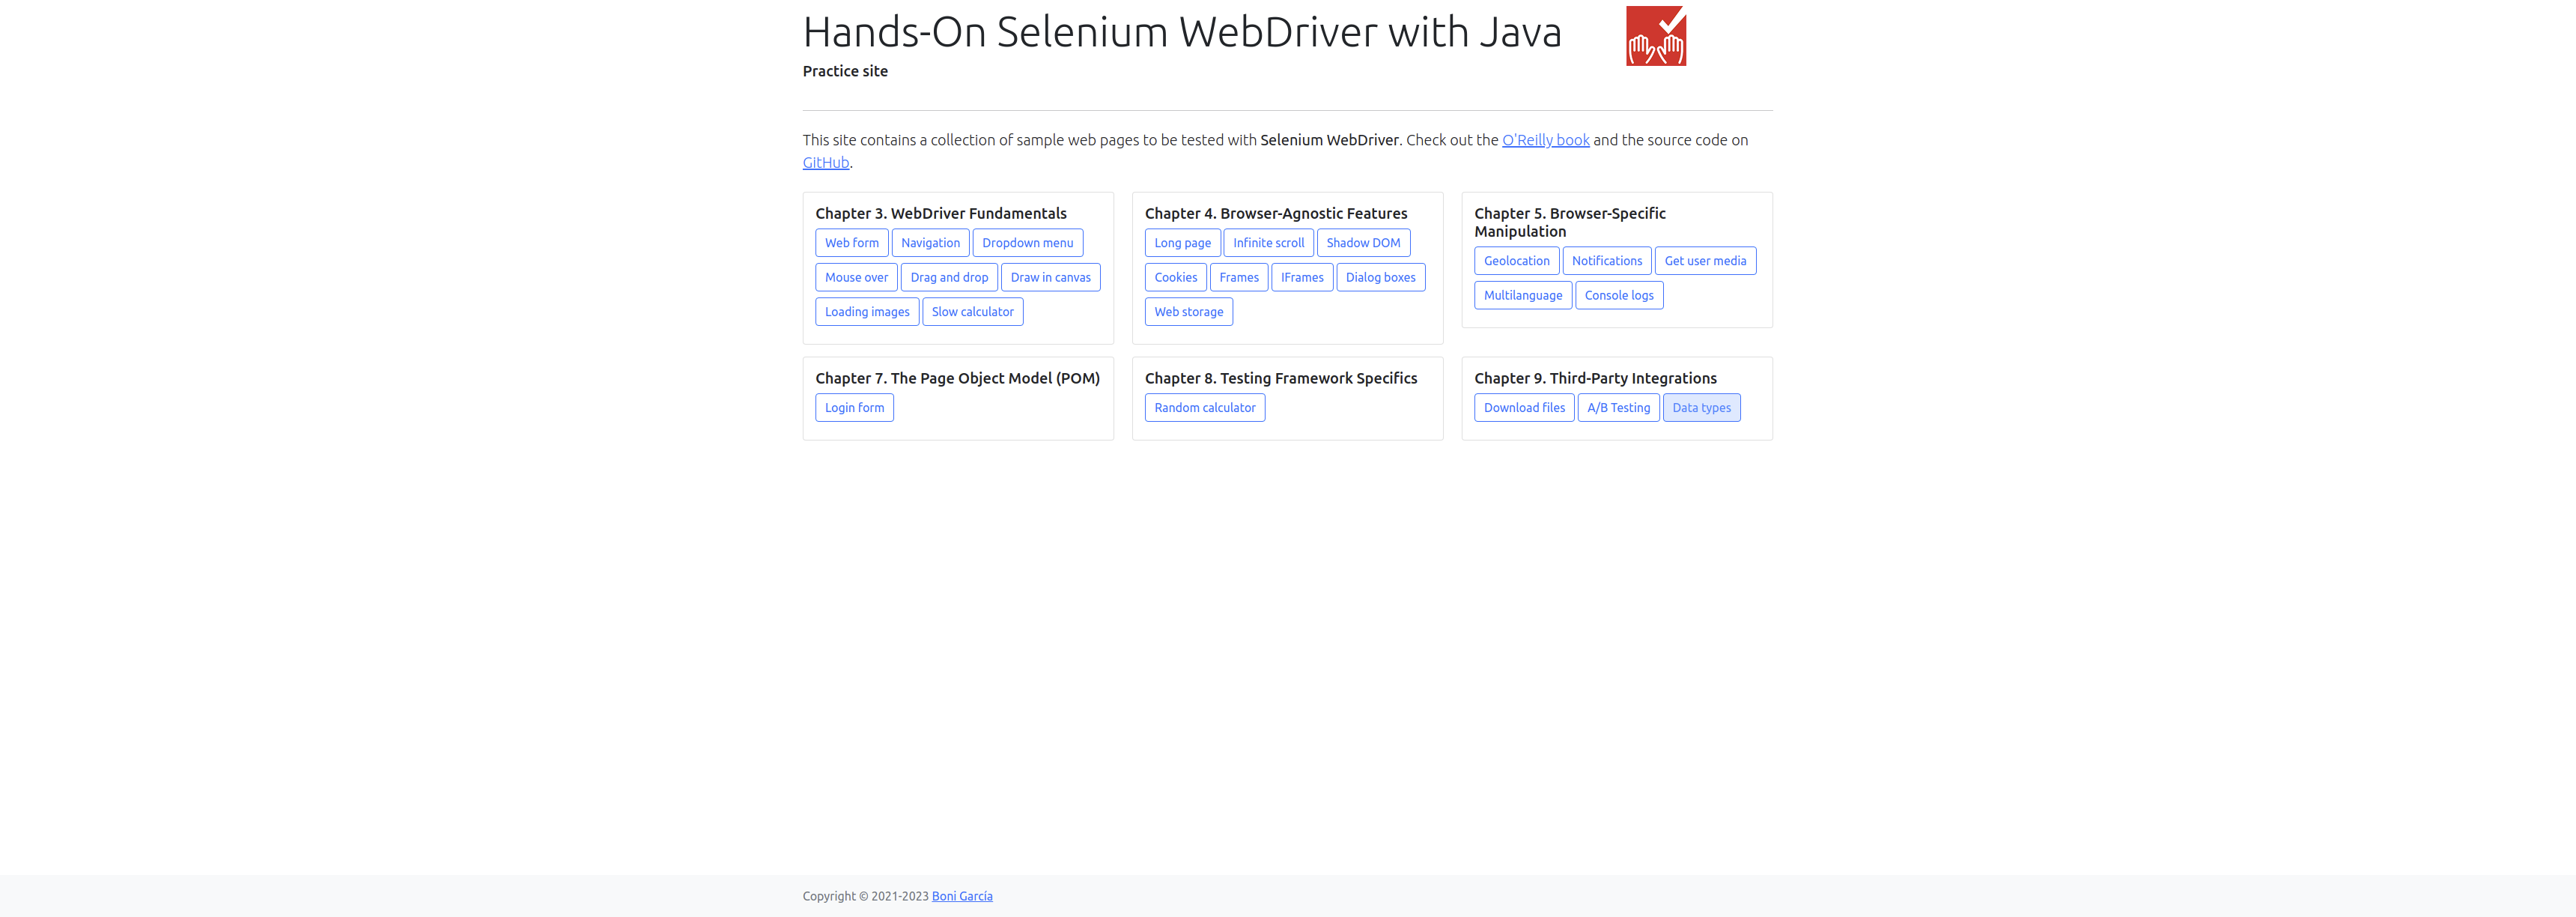 Hands-On Selenium WebDriver with Java
Practice site
This site contains a collection of sample web pages to be tested with Selenium WebDriver. Check out the O'Reilly book and the source code on
GitHub.
Chapter 3. WebDriver Fundamentals
Web form Navigation Dropdown menu
Mouse over Drag and drop Draw in canvas
Loading images Slow calculator
Chapter 4. Browser-Agnostic Features
Long page Infinite scroll Shadow DOM
Cookies Frames IFrames Dialog boxes
Web storage
Chapter 5. Browser-Specific
Manipulation
Geolocation Notifications Get user media
Multilanguage Console logs
Chapter 7. The Page Object Model (POM)
Login form
Chapter 8. Testing Framework Specifics
Random calculator
Chapter 9. Third-Party Integrations
Download files A/B Testing Data types
Copyright © 2021-2023 Boni García